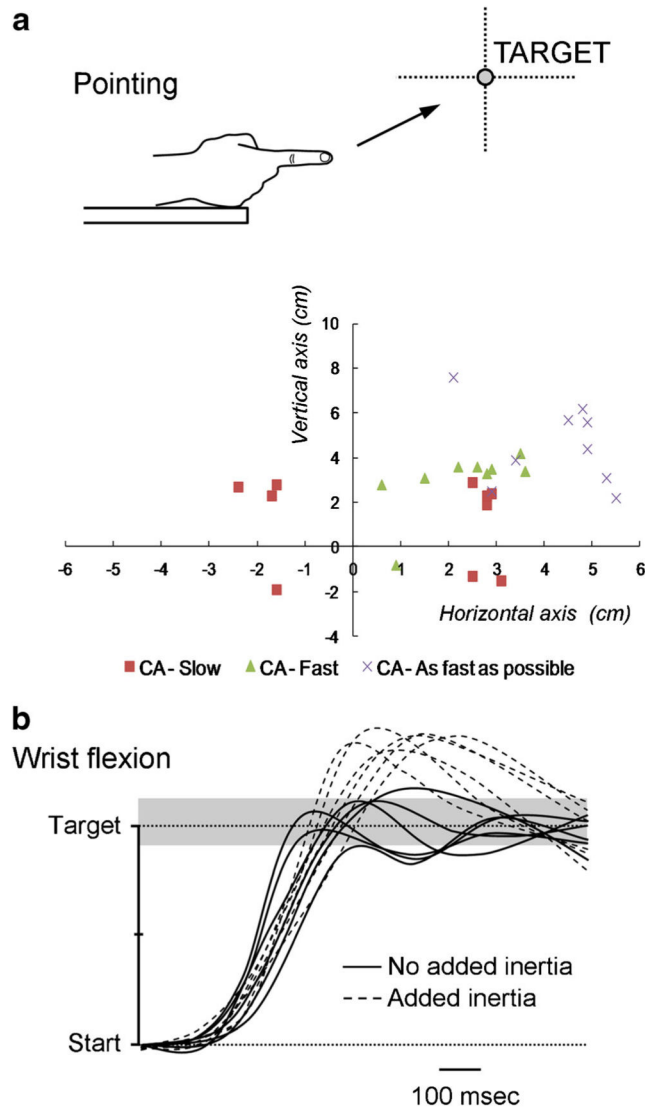 a
TARGET
Pointing
Vertical axis (cm)
10
8
6
4
2
0
-6 -5 -4 -3 -2 -1 0 1 2 3 4 5 6
-2
Horizontal axis (cm)
-4
CA- Slow CA- Fast CA- As fast as possible
b
Wrist flexion
Target
No added inertia
Added inertia
Start
100 msec